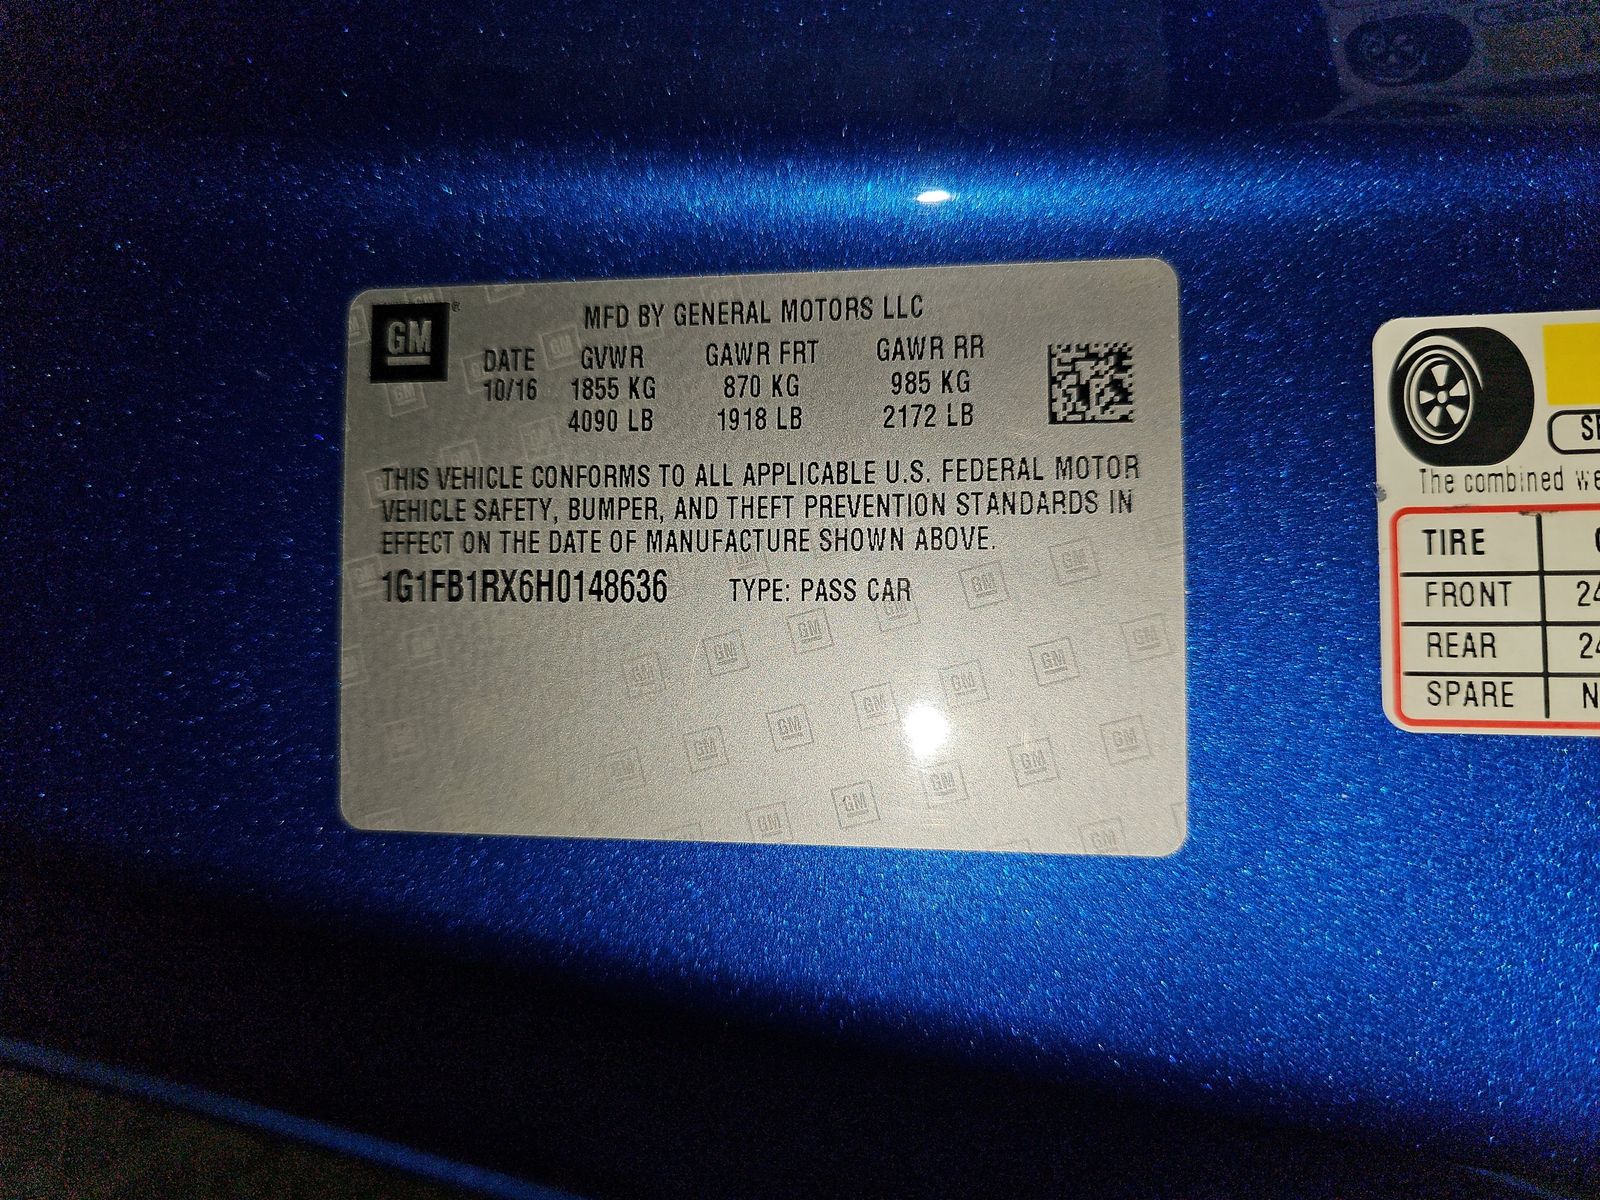 GM®
MFD BY GENERAL MOTORS LLC
DATE GVWR GAWR FRT GAWR RR
10/16 1855 KG 870 KG 985 KG
4090 LB 1918 LB 2172 LB
THIS VEHICLE CONFORMS TO ALL APPLICABLE U.S. FEDERAL MOTOR
VEHICLE SAFETY, BUMPER, AND THEFT PREVENTION STANDARDS IN
EFFECT ON THE DATE OF MANUFACTURE SHOWN ABOVE.
1G1FB1RX6H0148636 TYPE: PASS CAR
The combined
TIRE
FRONT 24
REAR 24
SPARE N